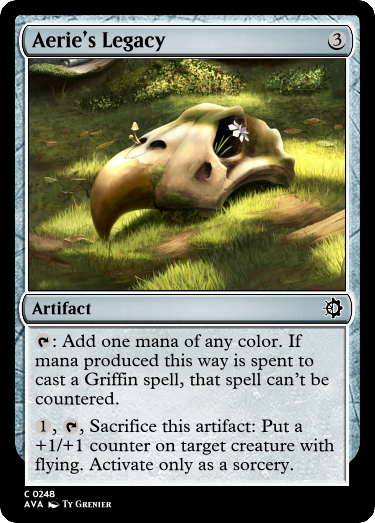 Aerie's Legacy 3
Artifact
: Add one mana of any color. If
mana produced this way is spent to
cast a Griffin spell, that spell can't be
countered.
1, , Sacrifice this artifact: Put a
+1/+1 counter on target creature with
flying. Activate only as a sorcery.
C 0248
AVA Ty Grenier